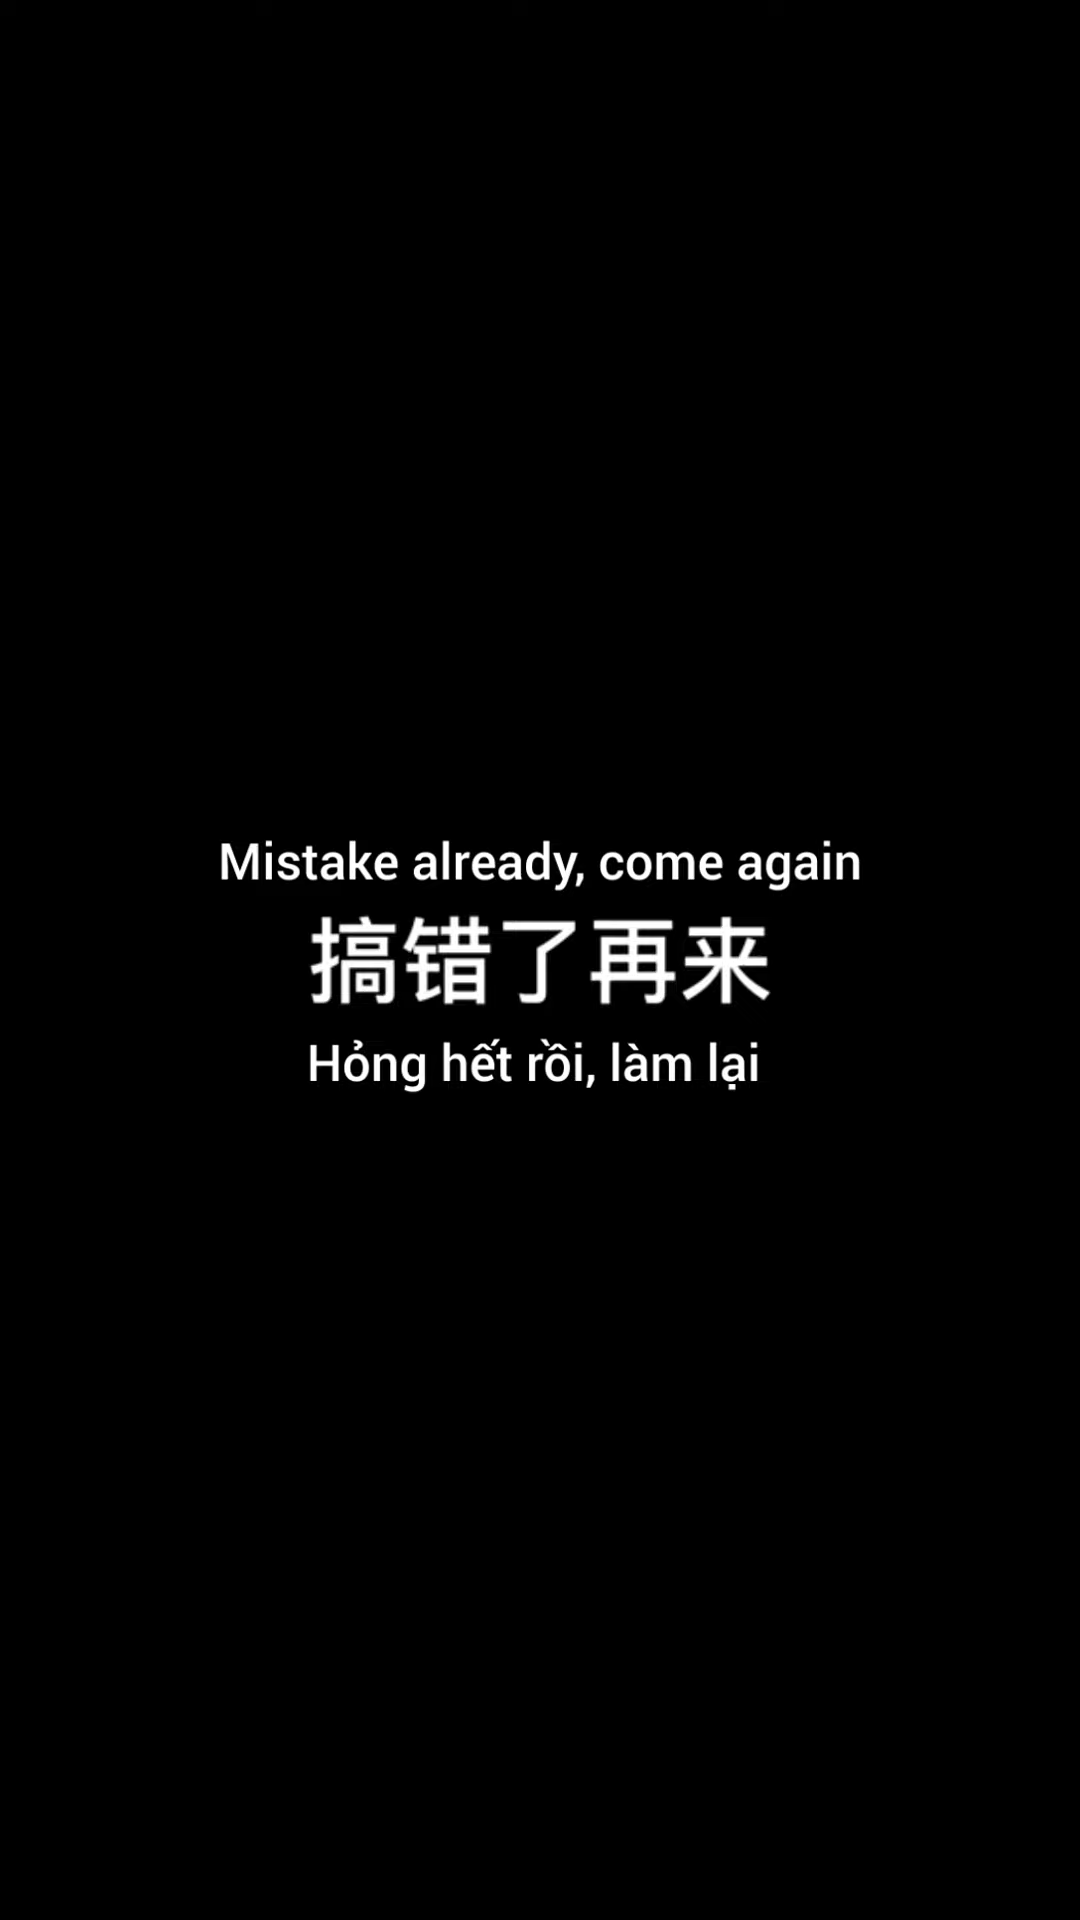 Mistake already, come again
搞错了再来
Hỏng hết rồi, làm lại